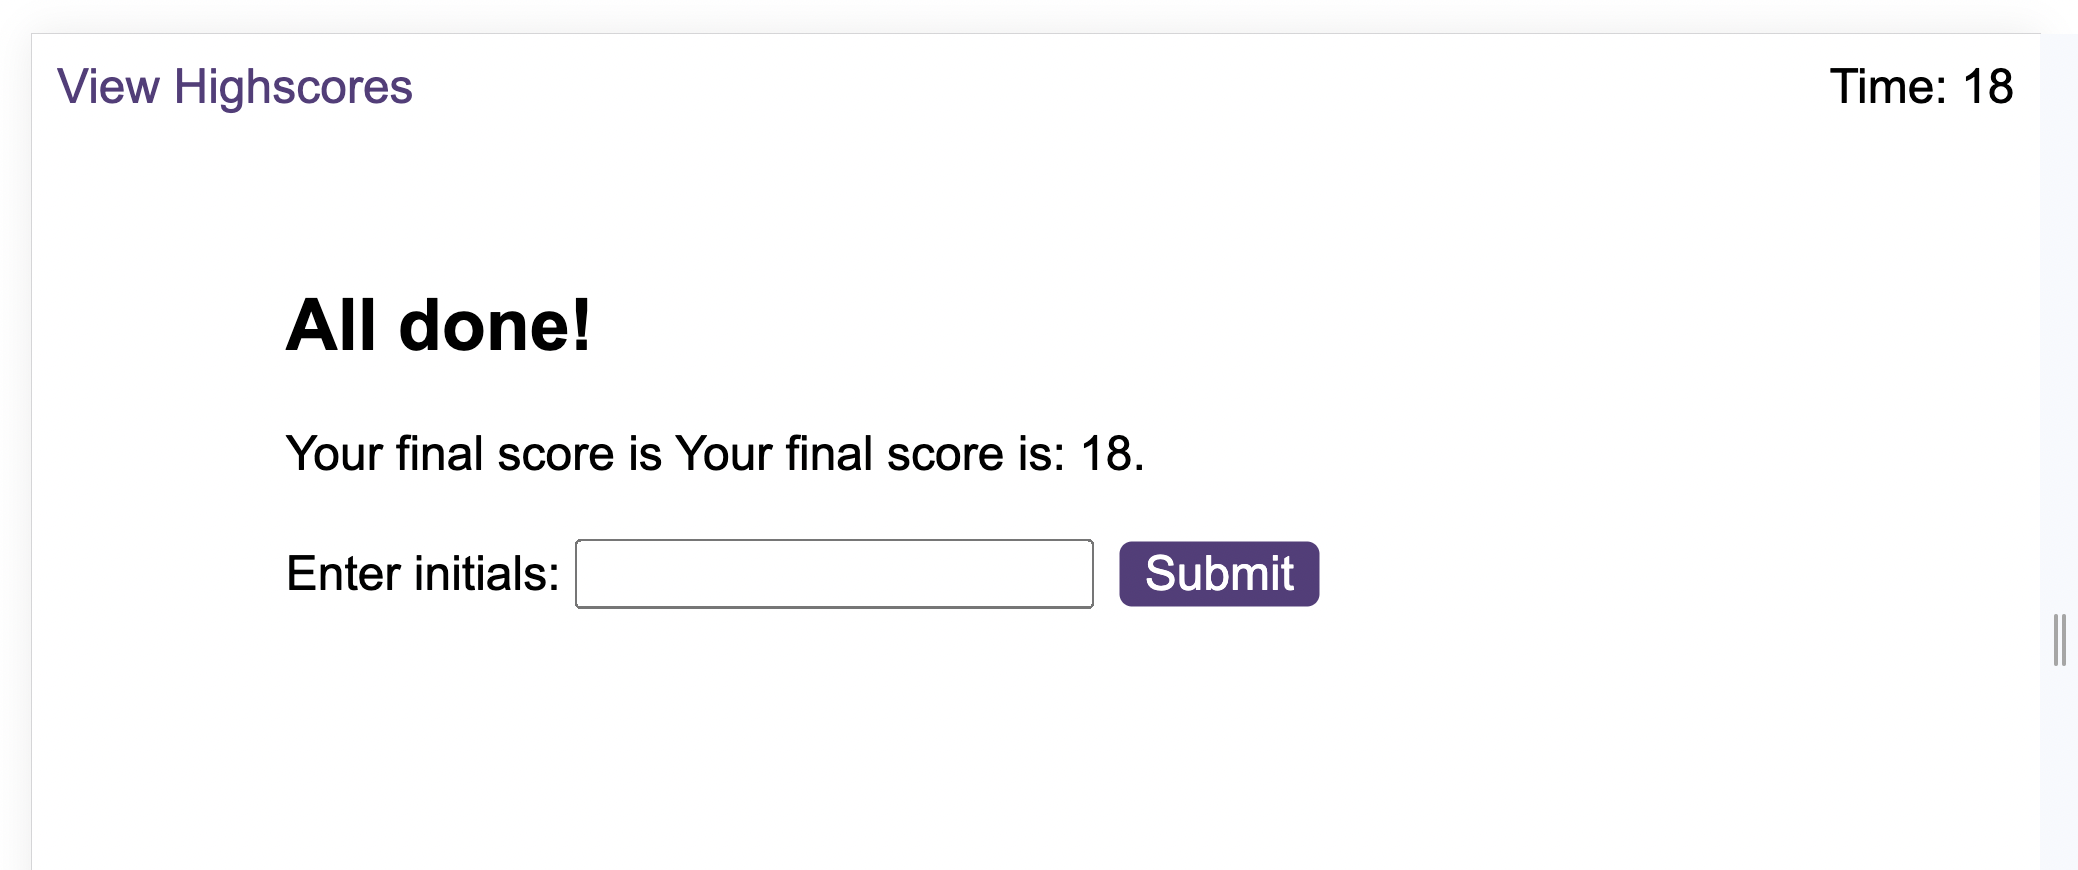 View Highscores
Time: 18
All done!
Your final score is Your final score is: 18.
Enter initials:
Submit